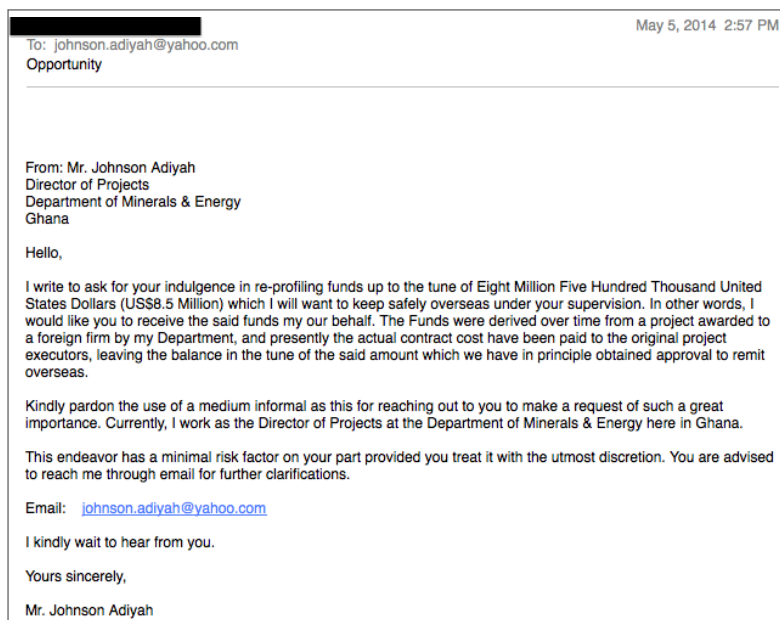 May 5, 2014 2:57 PM
To: johnson.adiyah@yahoo.com
Opportunity
From: Mr. Johnson Adiyah
Director of Projects
Department of Minerals & Energy
Ghana
Hello,
I write to ask for your indulgence in re-profiling funds up to the tune of Eight Million Five Hundred Thousand United
States Dollars (US$8.5 Million) which I will want to keep safely overseas under your supervision. In other words, I
would like you to receive the said funds my our behalf. The Funds were derived over time from a project awarded to
a foreign firm by my Department, and presently the actual contract cost have been paid to the original project
executors, leaving the balance in the tune of the said amount which we have in principle obtained approval to remit
overseas.
Kindly pardon the use of a medium informal as this for reaching out to you to make a request of such a great
importance. Currently, I work as the Director of Projects at the Department of Minerals & Energy here in Ghana.
This endeavor has a minimal risk factor on your part provided you treat it with the utmost discretion. You are advised
to reach me through email for further clarifications.
Email: johnson.adiyah@yahoo.com
I kindly wait to hear from you.
Yours sincerely,
Mr. Johnson Adiyah